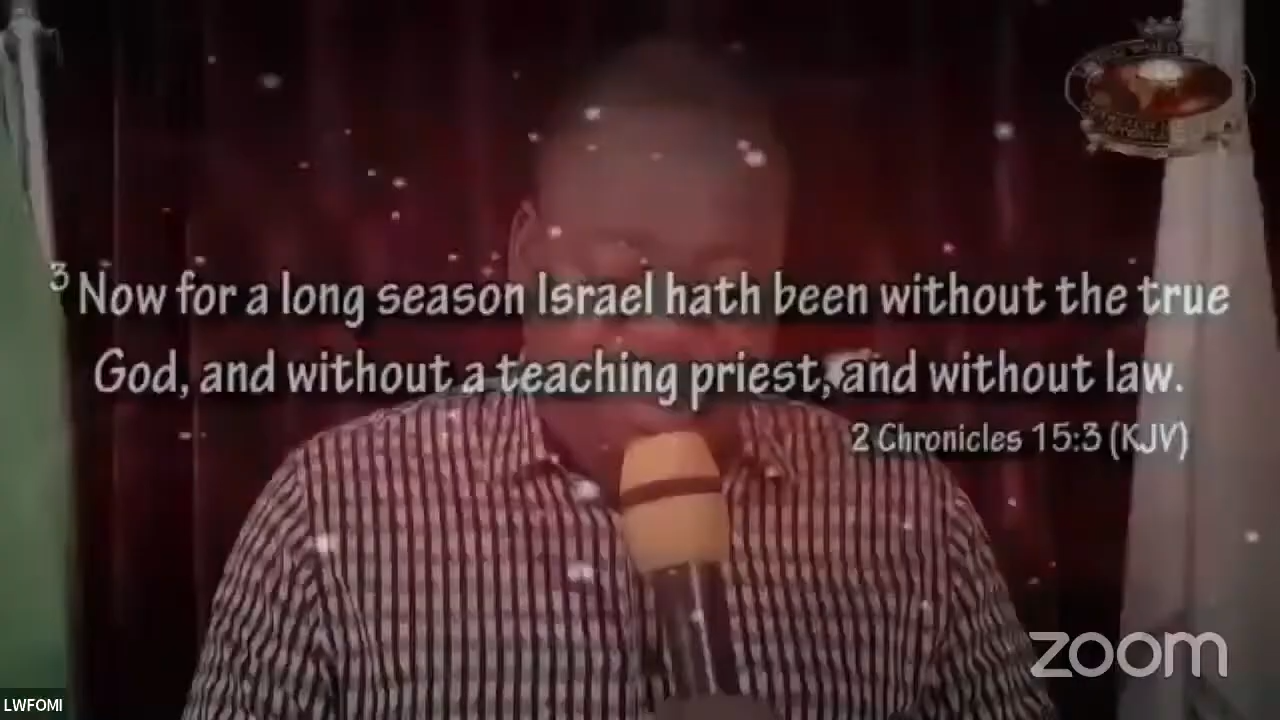 3 Now for a long season Israel hath been without the true
God, and without a teaching priest, and without law.
2 Chronicles 15:3 (KJV)
zoom
LWFOMI